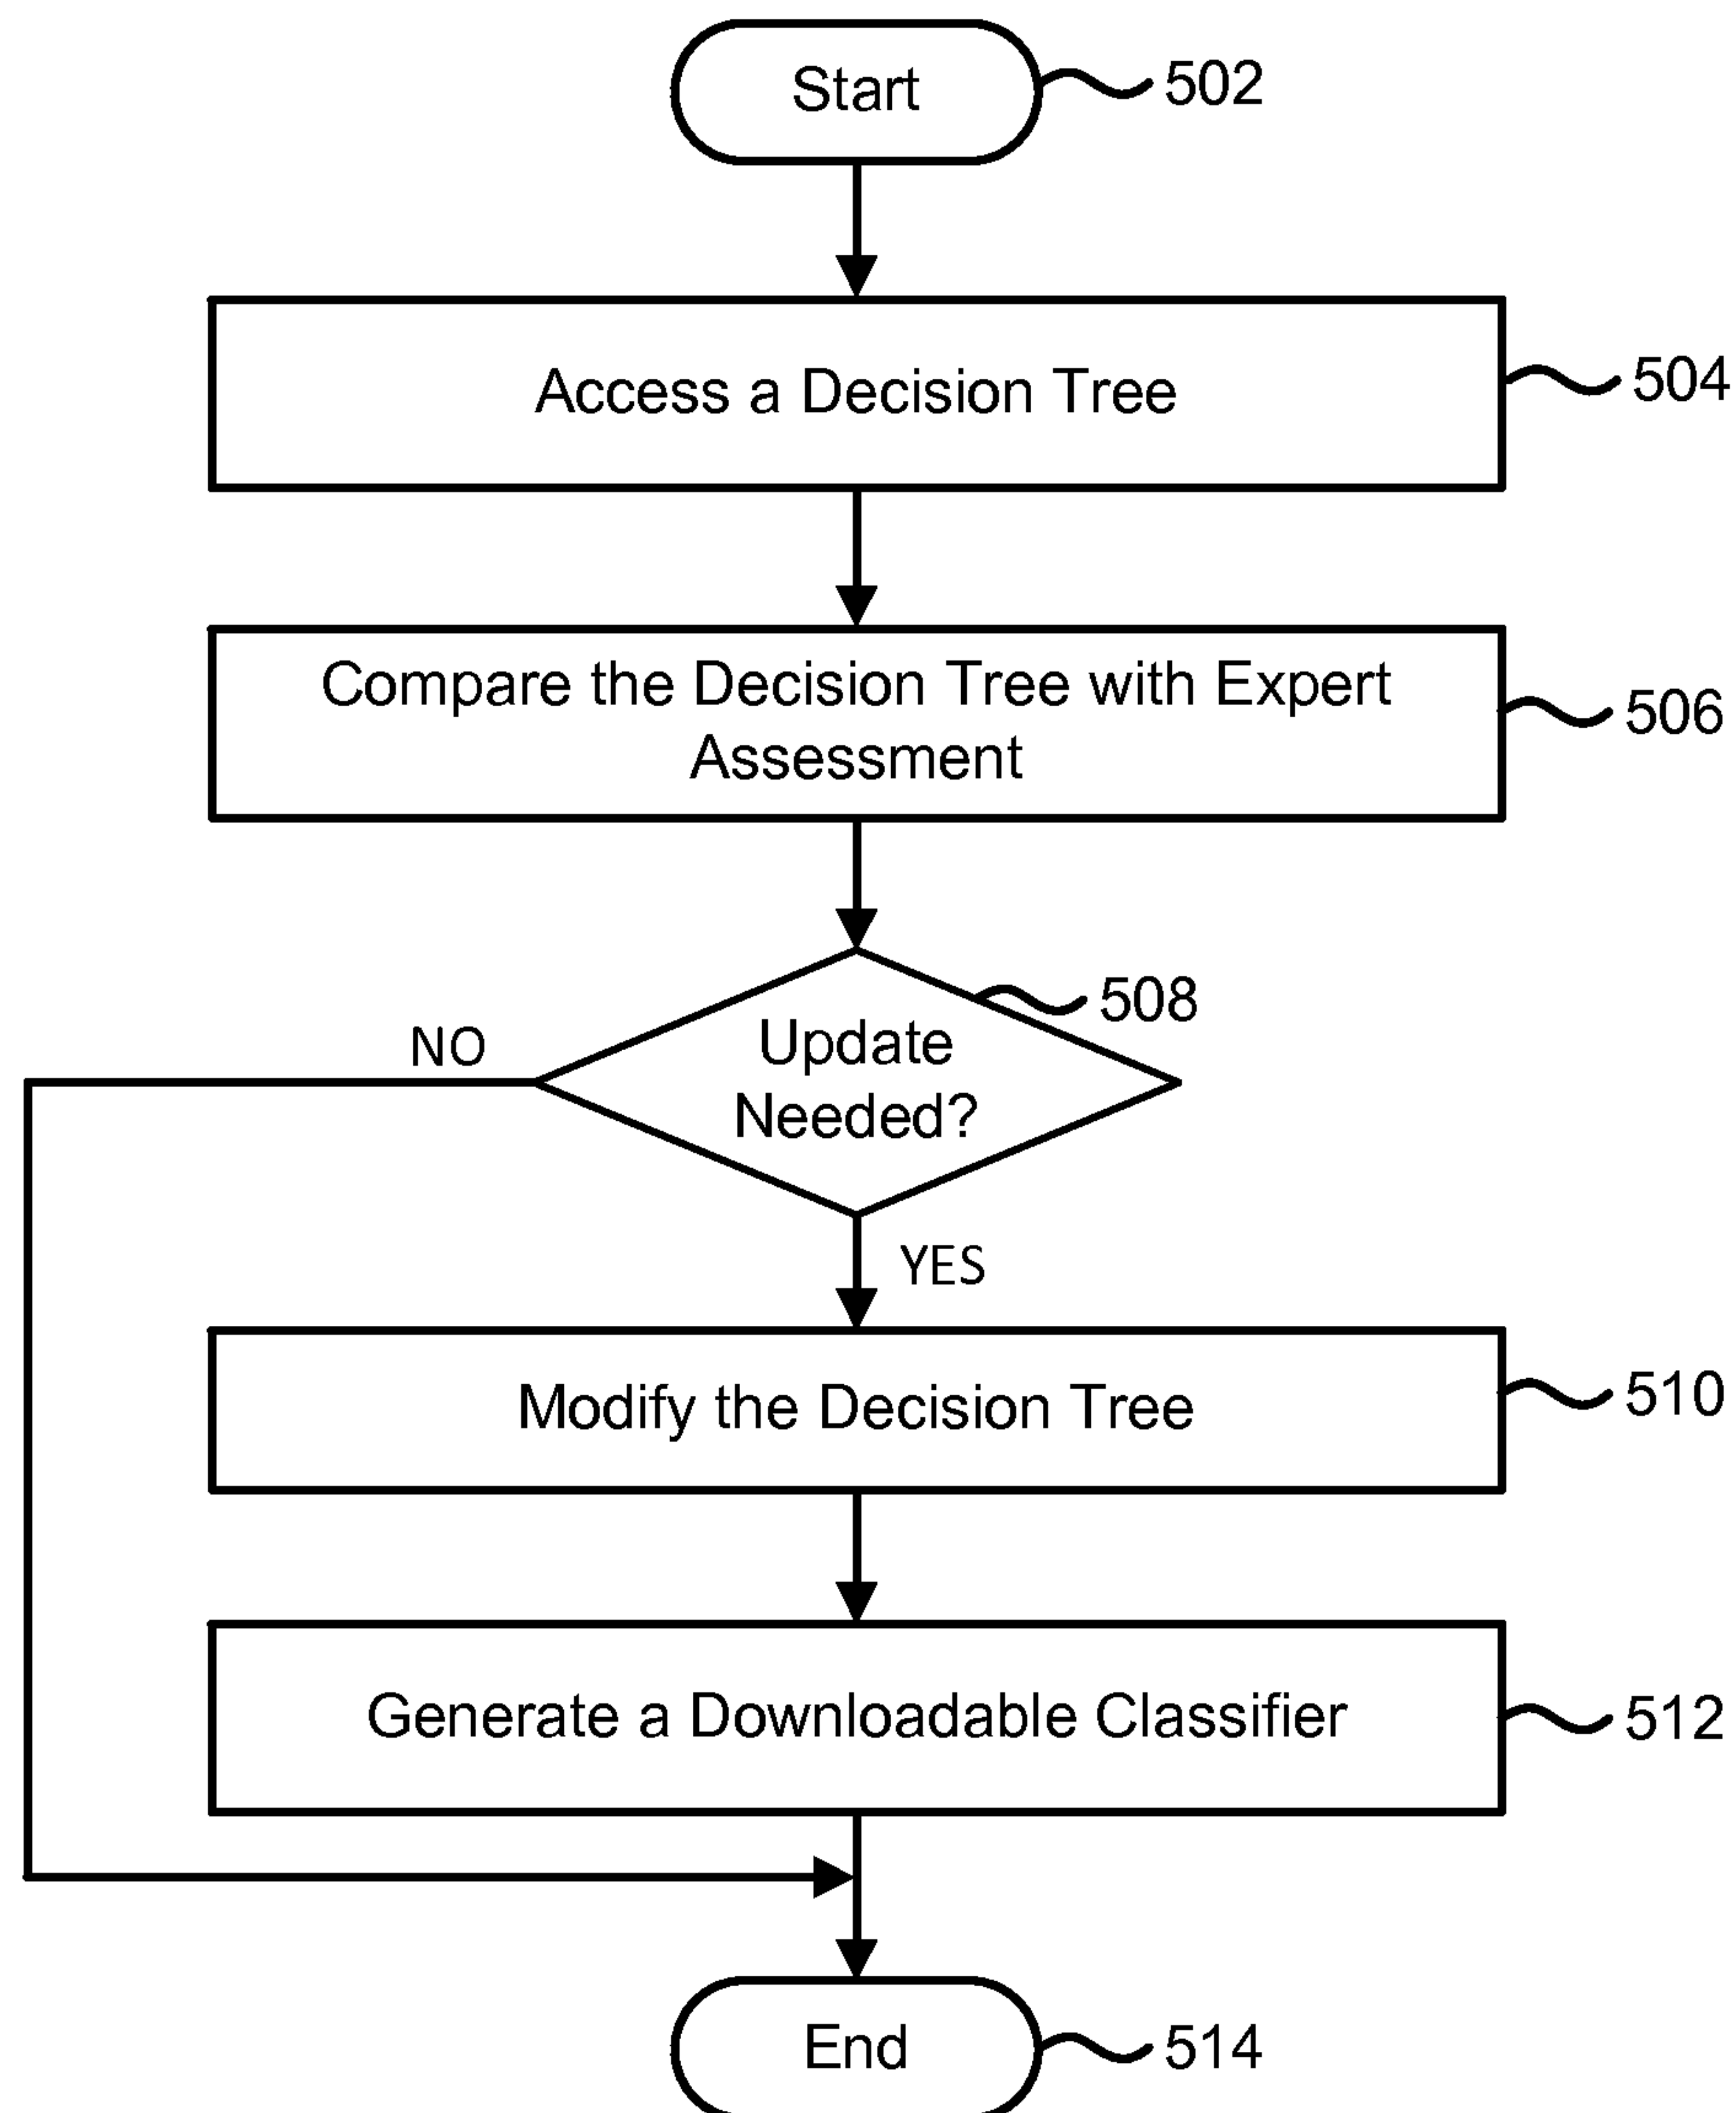 Start
502
Access a Decision Tree
504
Compare the Decision Tree with Expert
Assessment
506
508
Update
Needed?
NO
YES
Modify the Decision Tree
510
Generate a Downloadable Classifier
512
End
514